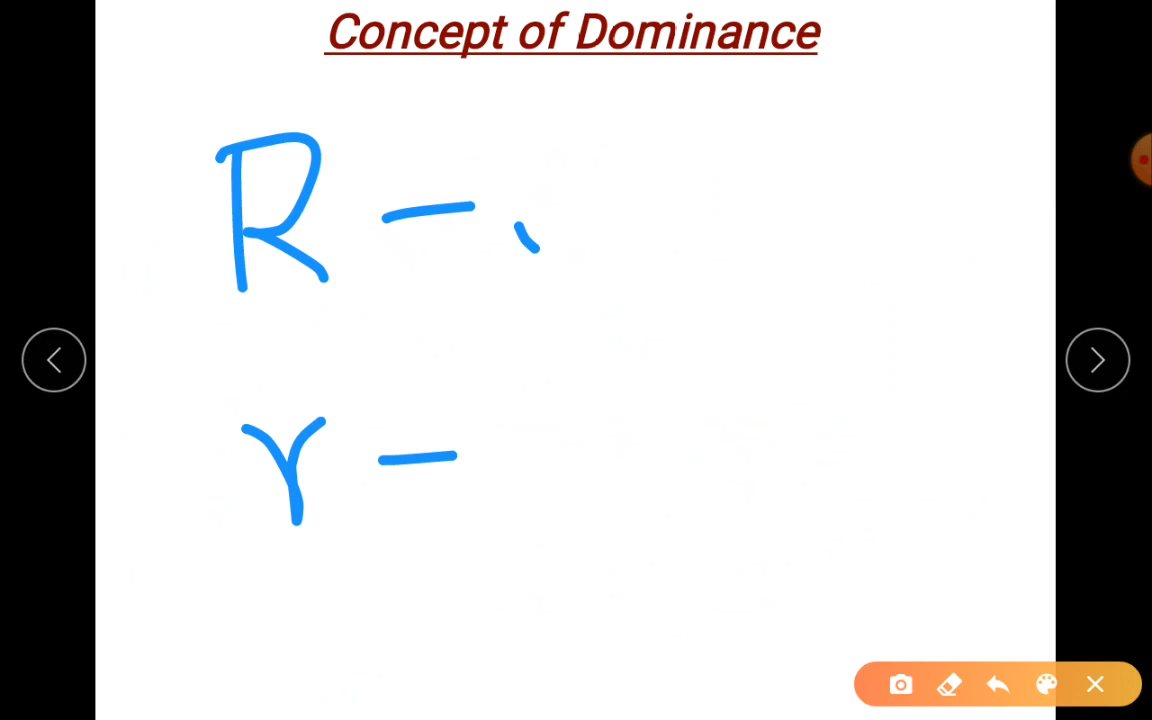 Concept of Dominance
R –
r –